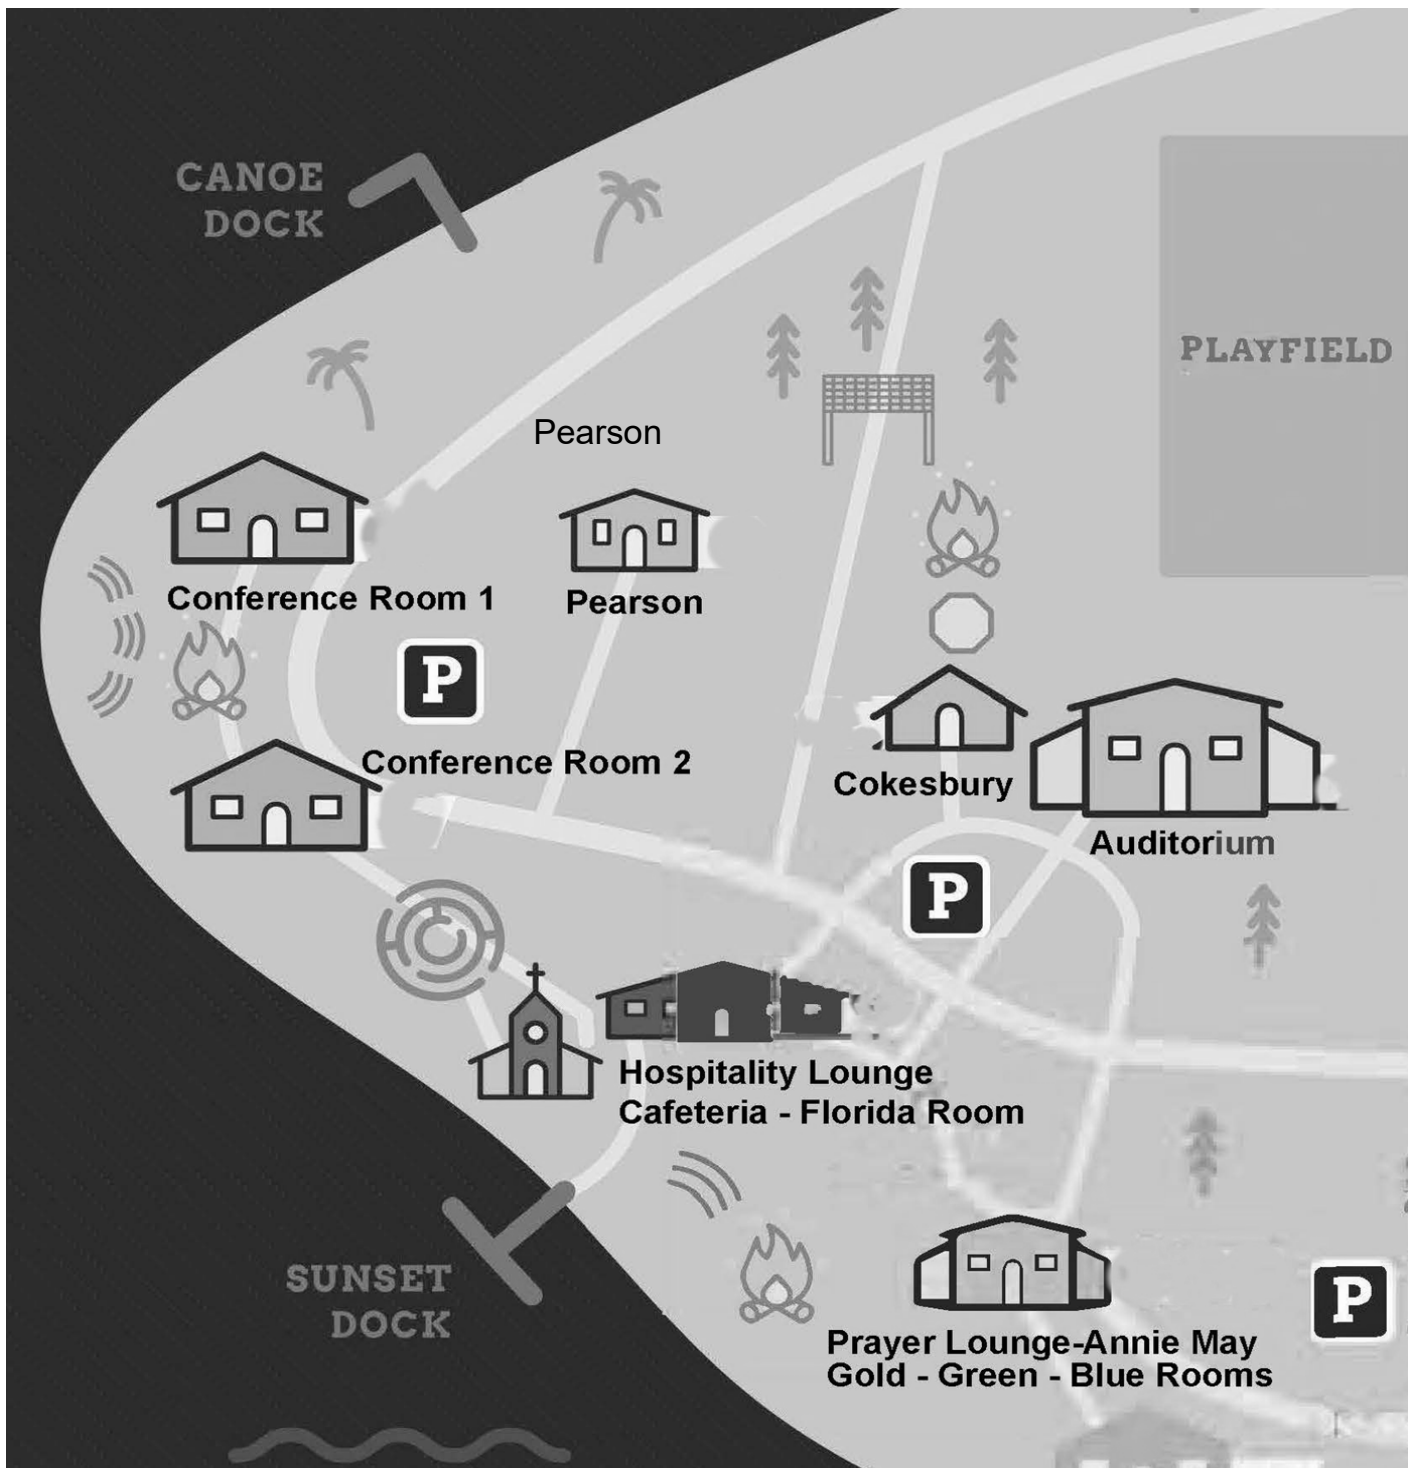 CANOE
DOCK
PLAYFIELD
Pearson
Conference Room 1
Pearson
P
Conference Room 2
Cokesbury
Auditorium
P
Hospitality Lounge
Cafeteria - Florida Room
SUNSET
DOCK
P
Prayer Lounge-Annie May
Gold - Green - Blue Rooms